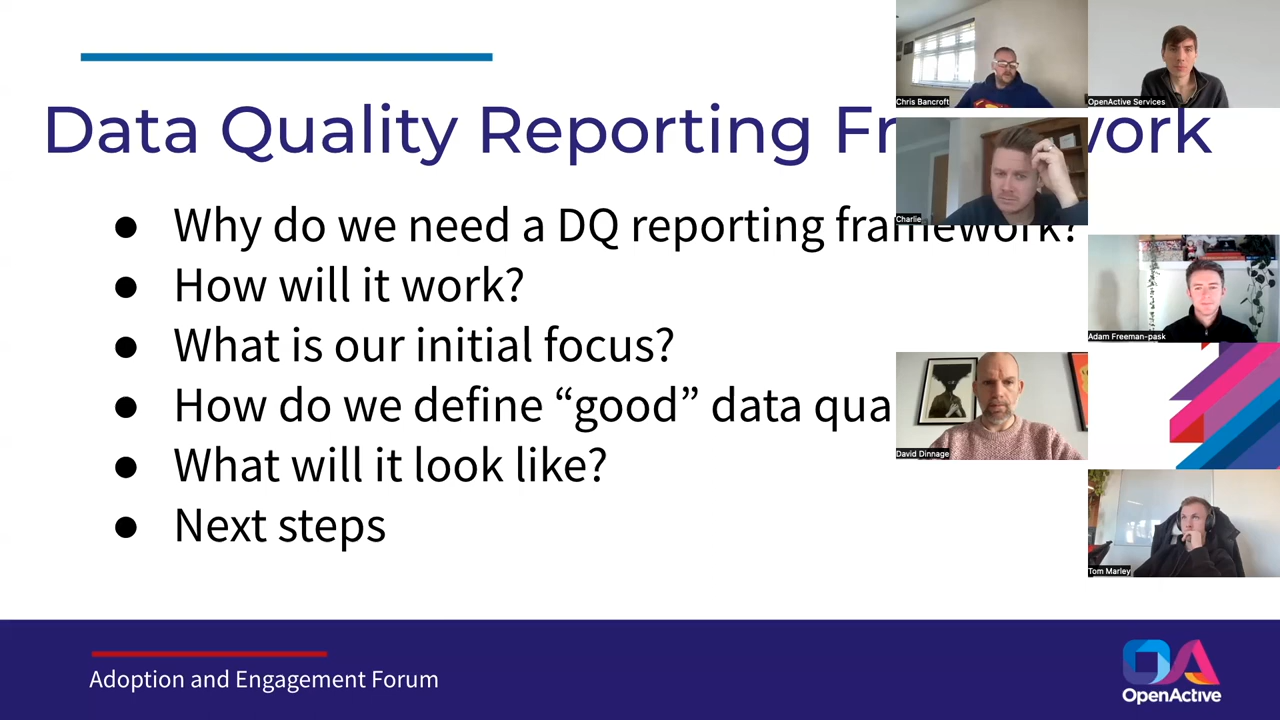 Data Quality Reporting Fr work
● Why do we need a DQ reporting framework?
● How will it work?
● What is our initial focus?
● How do we define “good” data qua
● What will it look like?
● Next steps
Adoption and Engagement Forum
OpenActive
Chris Bancroft
OpenActive Services
Charlie
Adam Freeman-pask
David Dinnage
Tom Marley